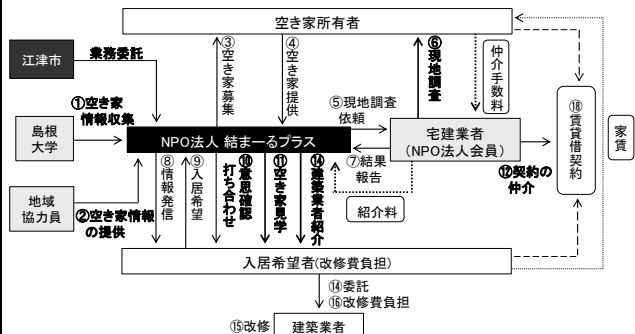 空き家所有者
江津市
業務委託
③空き家募集
④空き家提供
⑥現地調査
仲介手数料
①空き家
情報収集
⑤現地調査
依頼
⑱賃貸借契約
家賃
島根
大学
NPO法人 結まーるプラス
宅建業者
(NPO法人会員)
⑦結果
報告
⑫契約の
仲介
地域
協力員
②空き家情報
の提供
⑧情報発信
⑨入居希望
⑩意思確認
打ち合わせ
⑪空き家見学
⑭建築業者紹介
紹介料
入居希望者(改修費負担)
⑭委託
⑯改修費負担
⑮改修
建築業者